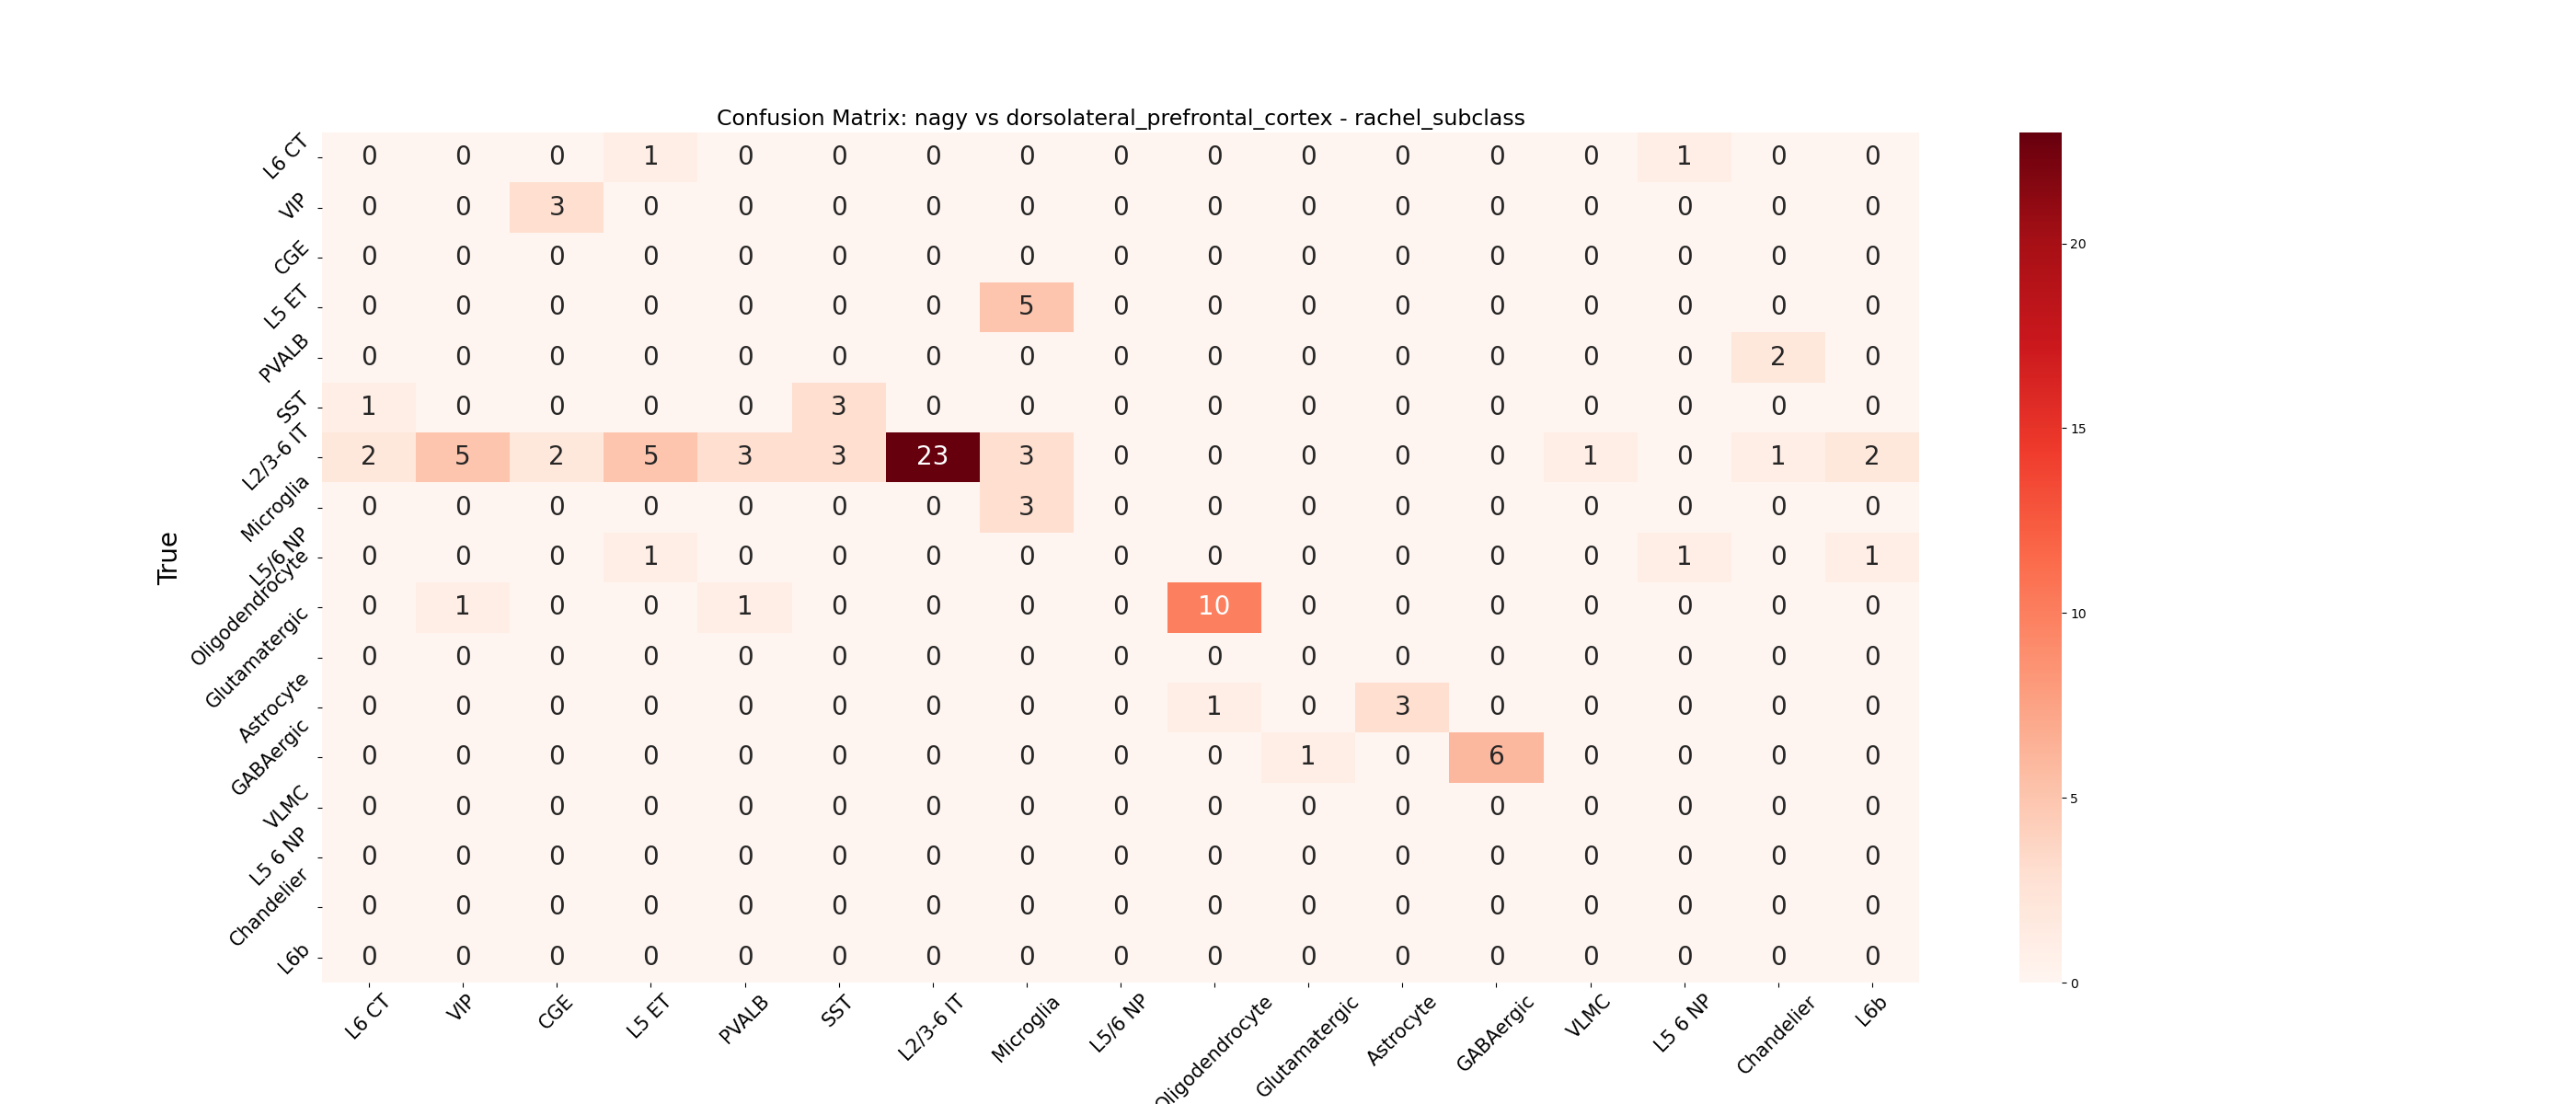 Confusion Matrix: nagy vs dorsolateral_prefrontal_cortex - rachel_subclass
True
L6 CT 0 0 0 1 0 0 0 0 0 0 0 0 0 0 1 0 0
VIP 0 0 3 0 0 0 0 0 0 0 0 0 0 0 0 0 0
CGE 0 0 0 0 0 0 0 0 0 0 0 0 0 0 0 0 0
L5 ET 0 0 0 0 0 0 0 5 0 0 0 0 0 0 0 0 0
PVALB 0 0 0 0 0 0 0 0 0 0 0 0 0 0 0 2 0
SST 1 0 0 0 0 3 0 0 0 0 0 0 0 0 0 0 0
L2/3-6 IT 2 5 2 5 3 3 23 3 0 0 0 0 0 1 0 1 2
Microglia 0 0 0 0 0 0 0 3 0 0 0 0 0 0 0 0 0
L5/6 NP 0 0 0 1 0 0 0 0 0 0 0 0 0 0 1 0 1
Oligodendrocyte 0 1 0 0 1 0 0 0 0 10 0 0 0 0 0 0 0
Glutamatergic 0 0 0 0 0 0 0 0 0 0 0 0 0 0 0 0 0
Astrocyte 0 0 0 0 0 0 0 0 0 1 0 3 0 0 0 0 0
GABAergic 0 0 0 0 0 0 0 0 0 0 1 0 6 0 0 0 0
VLMC 0 0 0 0 0 0 0 0 0 0 0 0 0 0 0 0 0
L5 6 NP 0 0 0 0 0 0 0 0 0 0 0 0 0 0 0 0 0
Chandelier 0 0 0 0 0 0 0 0 0 0 0 0 0 0 0 0 0
L6b 0 0 0 0 0 0 0 0 0 0 0 0 0 0 0 0 0
L6 CT VIP CGE L5 ET PVALB SST L2/3-6 IT Microglia L5/6 NP Oligodendrocyte Glutamatergic Astrocyte GABAergic VLMC L5 6 NP Chandelier L6b
20
15
10
5
0